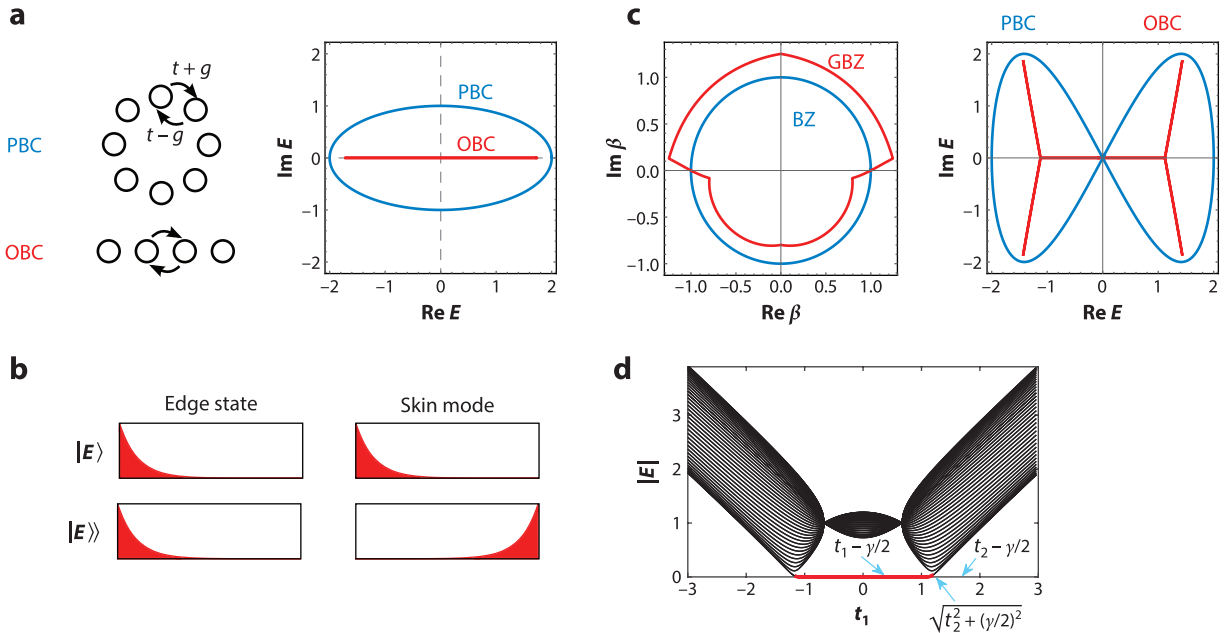 a
t + g
t − g
PBC
OBC
2
1
0
−1
−2
Im E
PBC
OBC
−2 −1 0 1 2
Re E
c
1.0
0.5
0.0
−0.5
−1.0
Im β
GBZ
BZ
−1.0 −0.5 0.0 0.5 1.0
Re β
PBC OBC
2
1
0
−1
−2
Im E
−2 −1 0 1 2
Re E
b
Edge state Skin mode
|E⟩
|E⟩⟩
d
3
2
1
0
|E|
t₁ − γ/2 t₂ − γ/2
−3 −2 −1 0 1 2 3
t₁
√t₂² + (γ/2)²